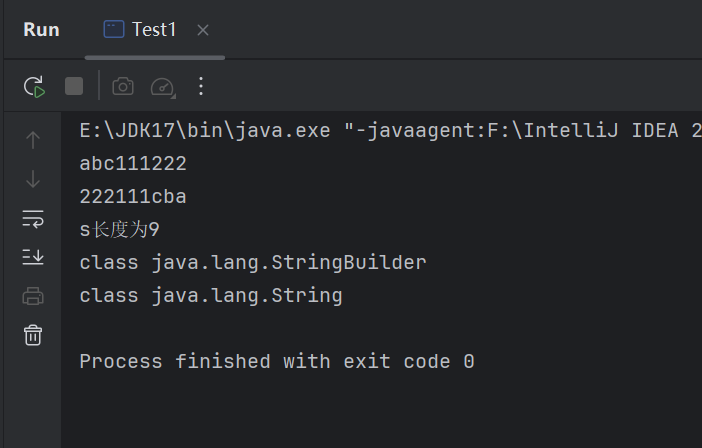 Run Test1
E:\JDK17\bin\java.exe "-javaagent:F:\IntelliJ IDEA 2
abc111222
222111cba
s长度为9
class java.lang.StringBuilder
class java.lang.String
Process finished with exit code 0